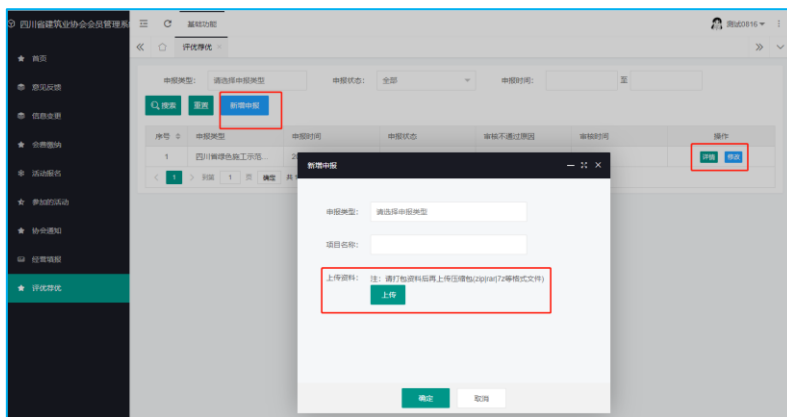 四川省建筑业协会会员管理系
基础功能
测试0816
评优荐优 ×
首页
意见反馈
信息变更
会费缴纳
活动报名
参加的活动
协会通知
经营填报
评优荐优
申报类型: 请选择申报类型 申报状态: 全部 申报时间: 至
搜索 重置 新增申报
序号 申报类型 申报时间 申报状态 审核不通过原因 审核时间 操作
1 四川省绿色施工示范... 20 详情 修改
1 到第 1 页 确定 共
新增申报
申报类型: 请选择申报类型
项目名称:
上传资料: 注: 请打包资料后再上传压缩包(zip|rar|7z等格式文件)
上传
确定 取消